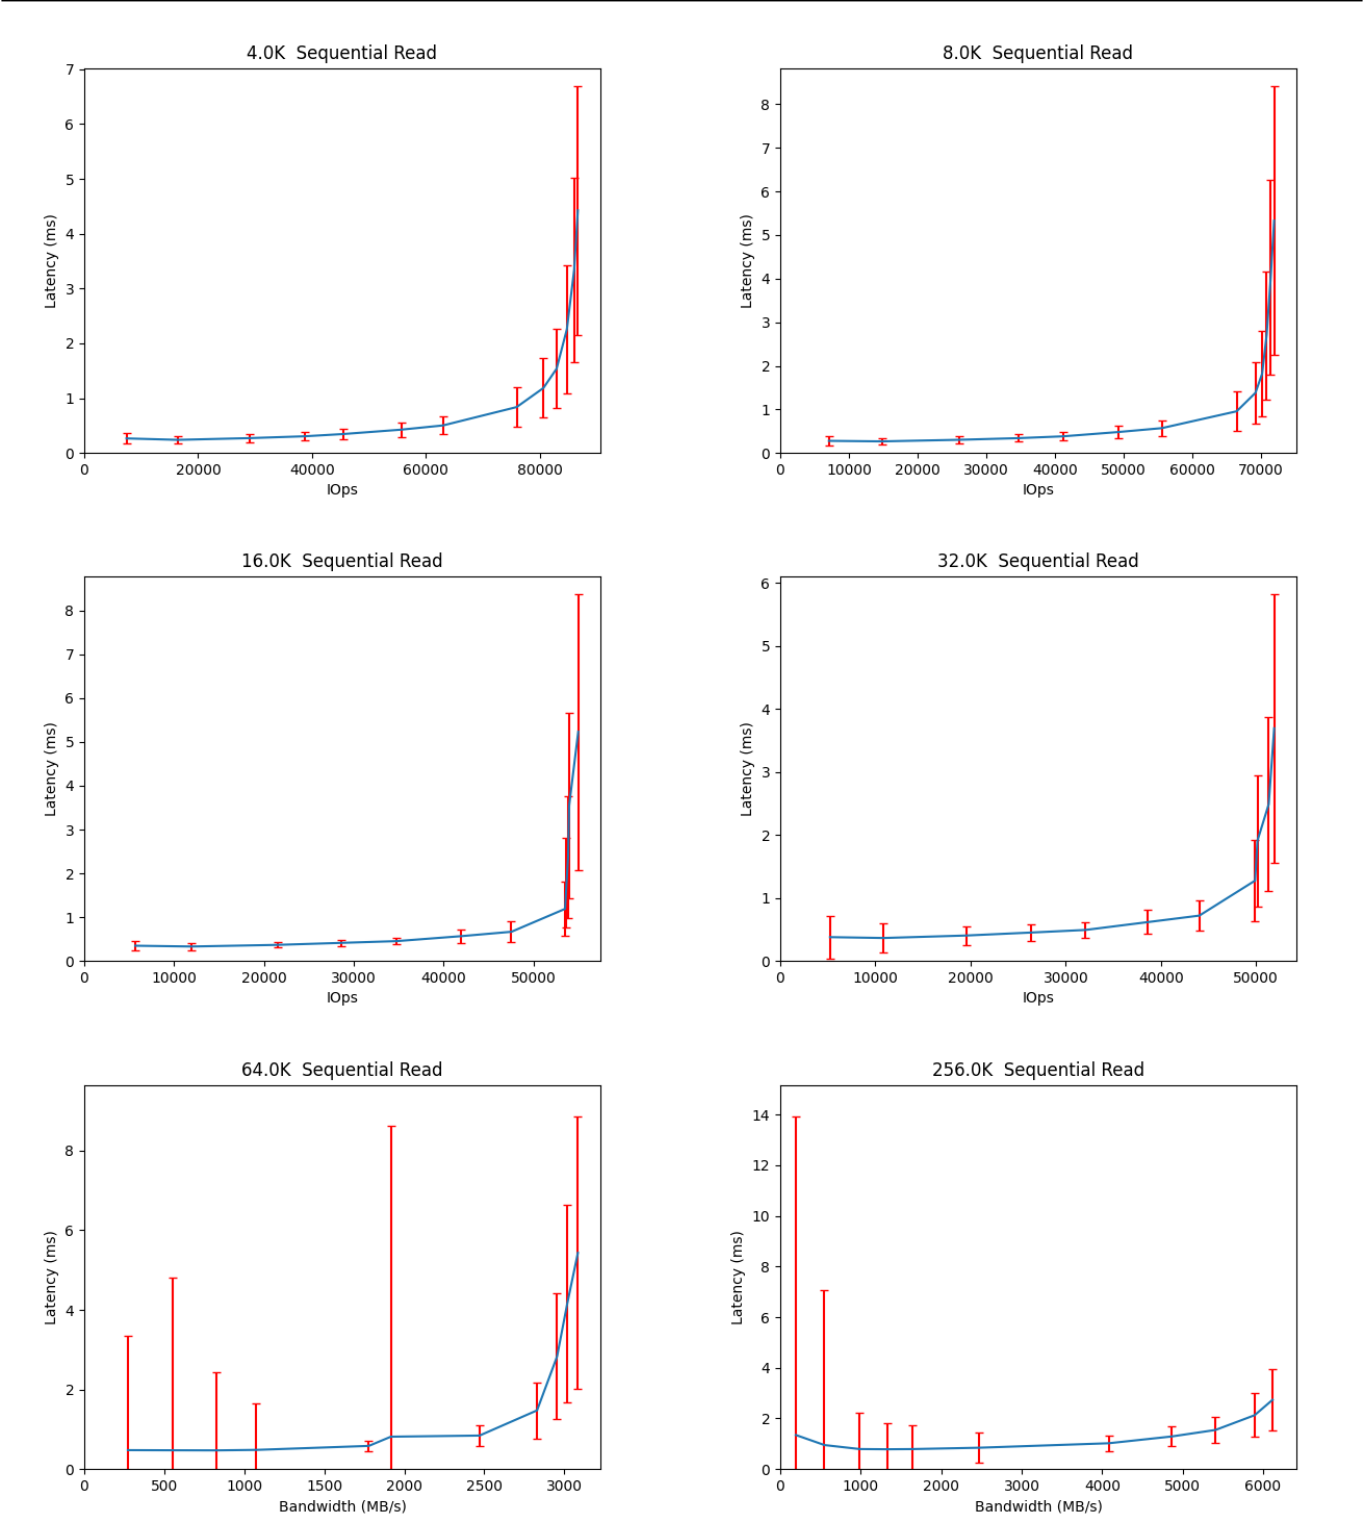 4.0K  Sequential Read
7
6
5
4
3
2
1
0
Latency (ms)
0 20000 40000 60000 80000
IOps
8.0K  Sequential Read
8
7
6
5
4
3
2
1
0
Latency (ms)
0 10000 20000 30000 40000 50000 60000 70000
IOps
16.0K  Sequential Read
8
7
6
5
4
3
2
1
0
Latency (ms)
0 10000 20000 30000 40000 50000
IOps
32.0K  Sequential Read
6
5
4
3
2
1
0
Latency (ms)
0 10000 20000 30000 40000 50000
IOps
64.0K  Sequential Read
8
6
4
2
0
Latency (ms)
0 500 1000 1500 2000 2500 3000
Bandwidth (MB/s)
256.0K  Sequential Read
14
12
10
8
6
4
2
0
Latency (ms)
0 1000 2000 3000 4000 5000 6000
Bandwidth (MB/s)